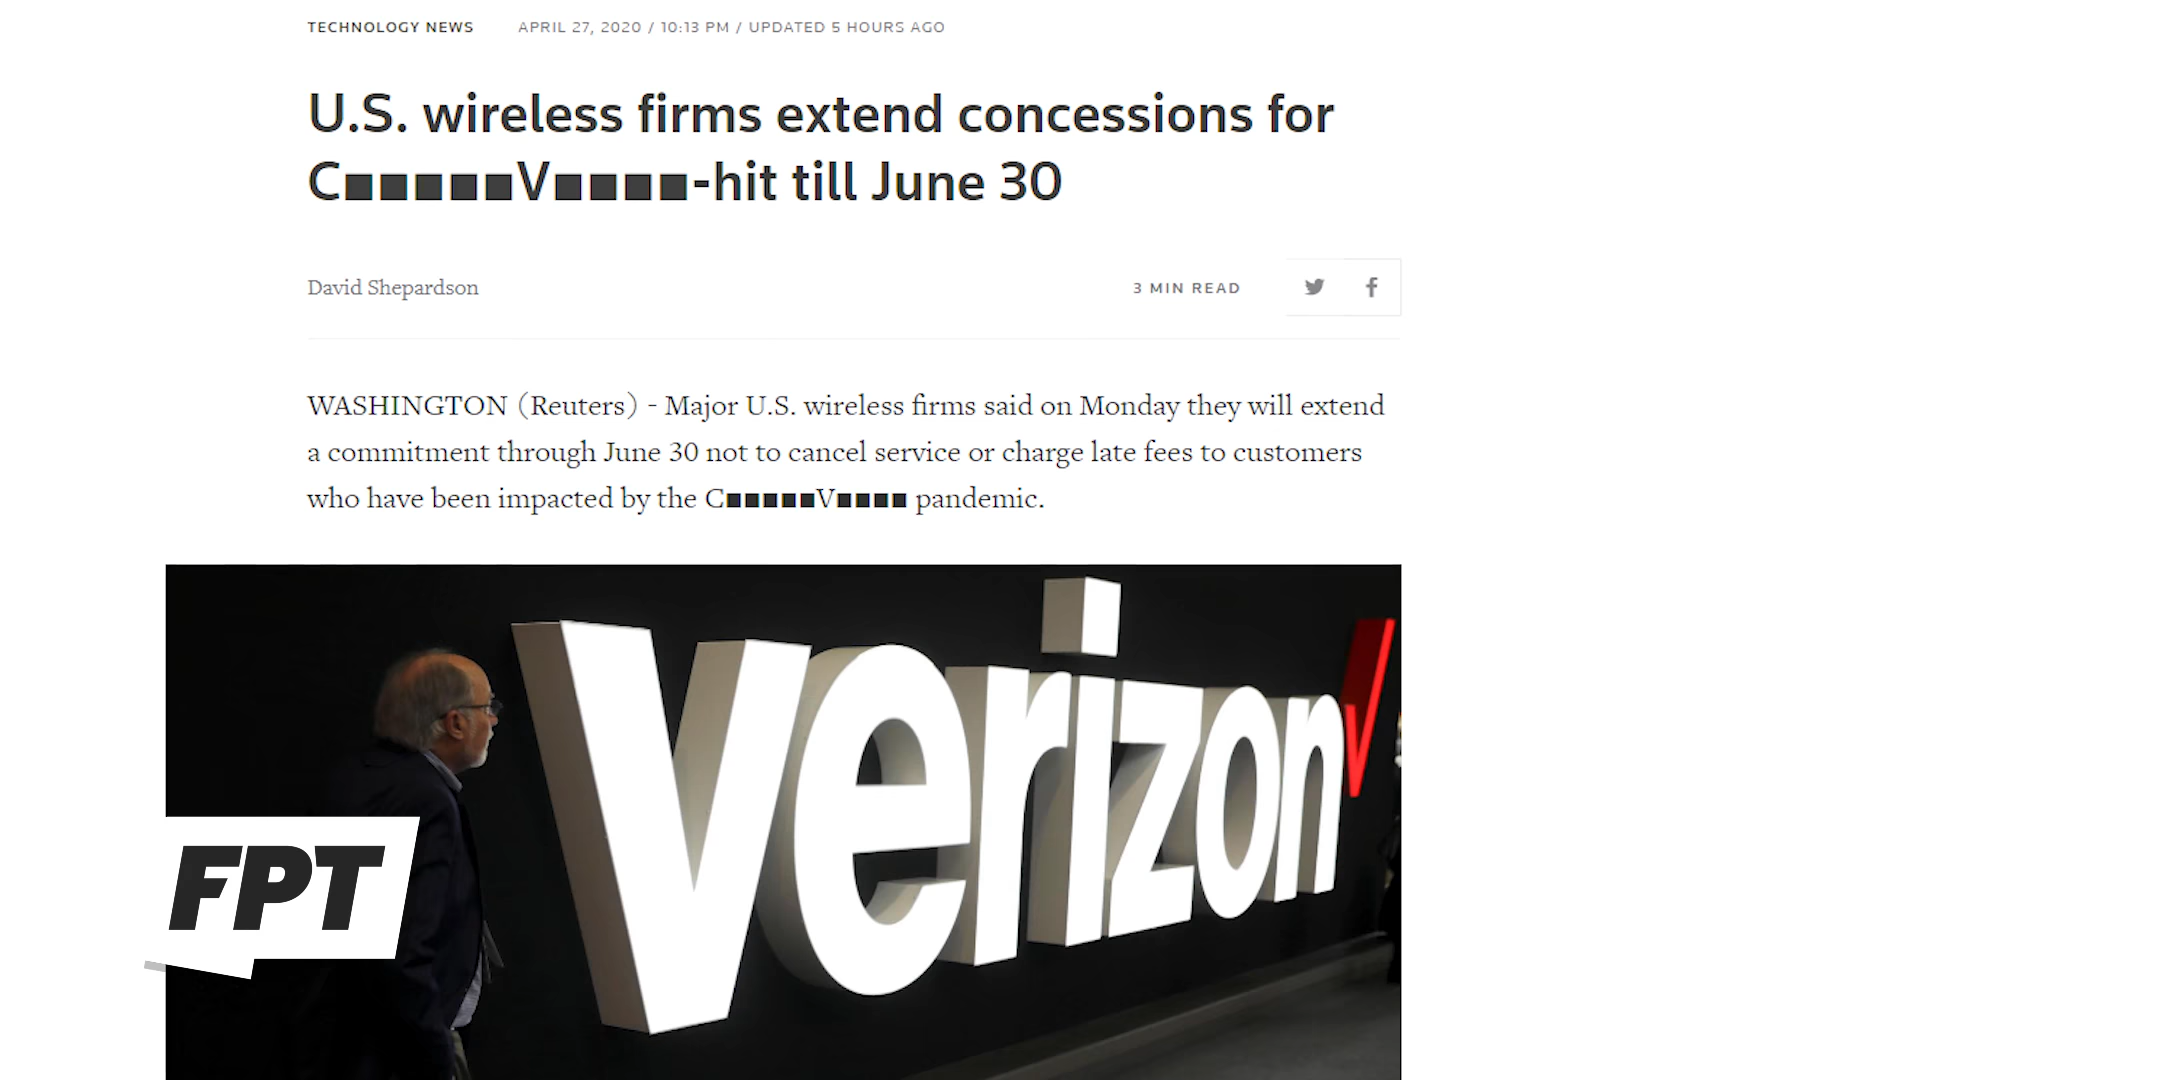 TECHNOLOGY NEWS APRIL 27, 2020 / 10:13 PM / UPDATED 5 HOURS AGO
U.S. wireless firms extend concessions for
C■■■■■V■■■■-hit till June 30
David Shepardson 3 MIN READ
WASHINGTON (Reuters) - Major U.S. wireless firms said on Monday they will extend
a commitment through June 30 not to cancel service or charge late fees to customers
who have been impacted by the C■■■■■V■■■■ pandemic.
verizon
FPT